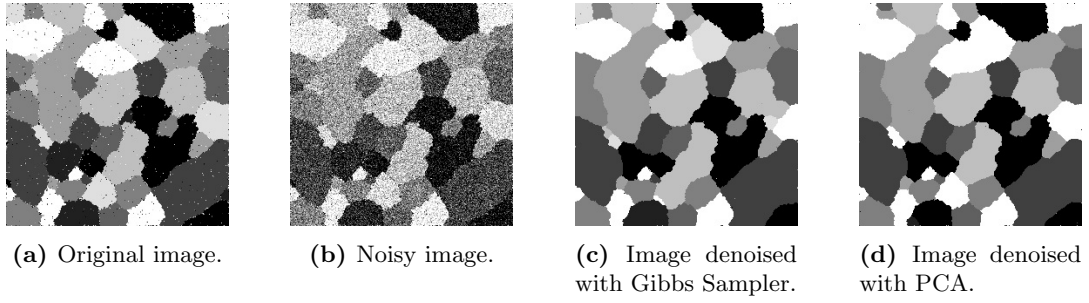 (a) Original image.
(b) Noisy image.
(c) Image denoised
with Gibbs Sampler.
(d) Image denoised
with PCA.